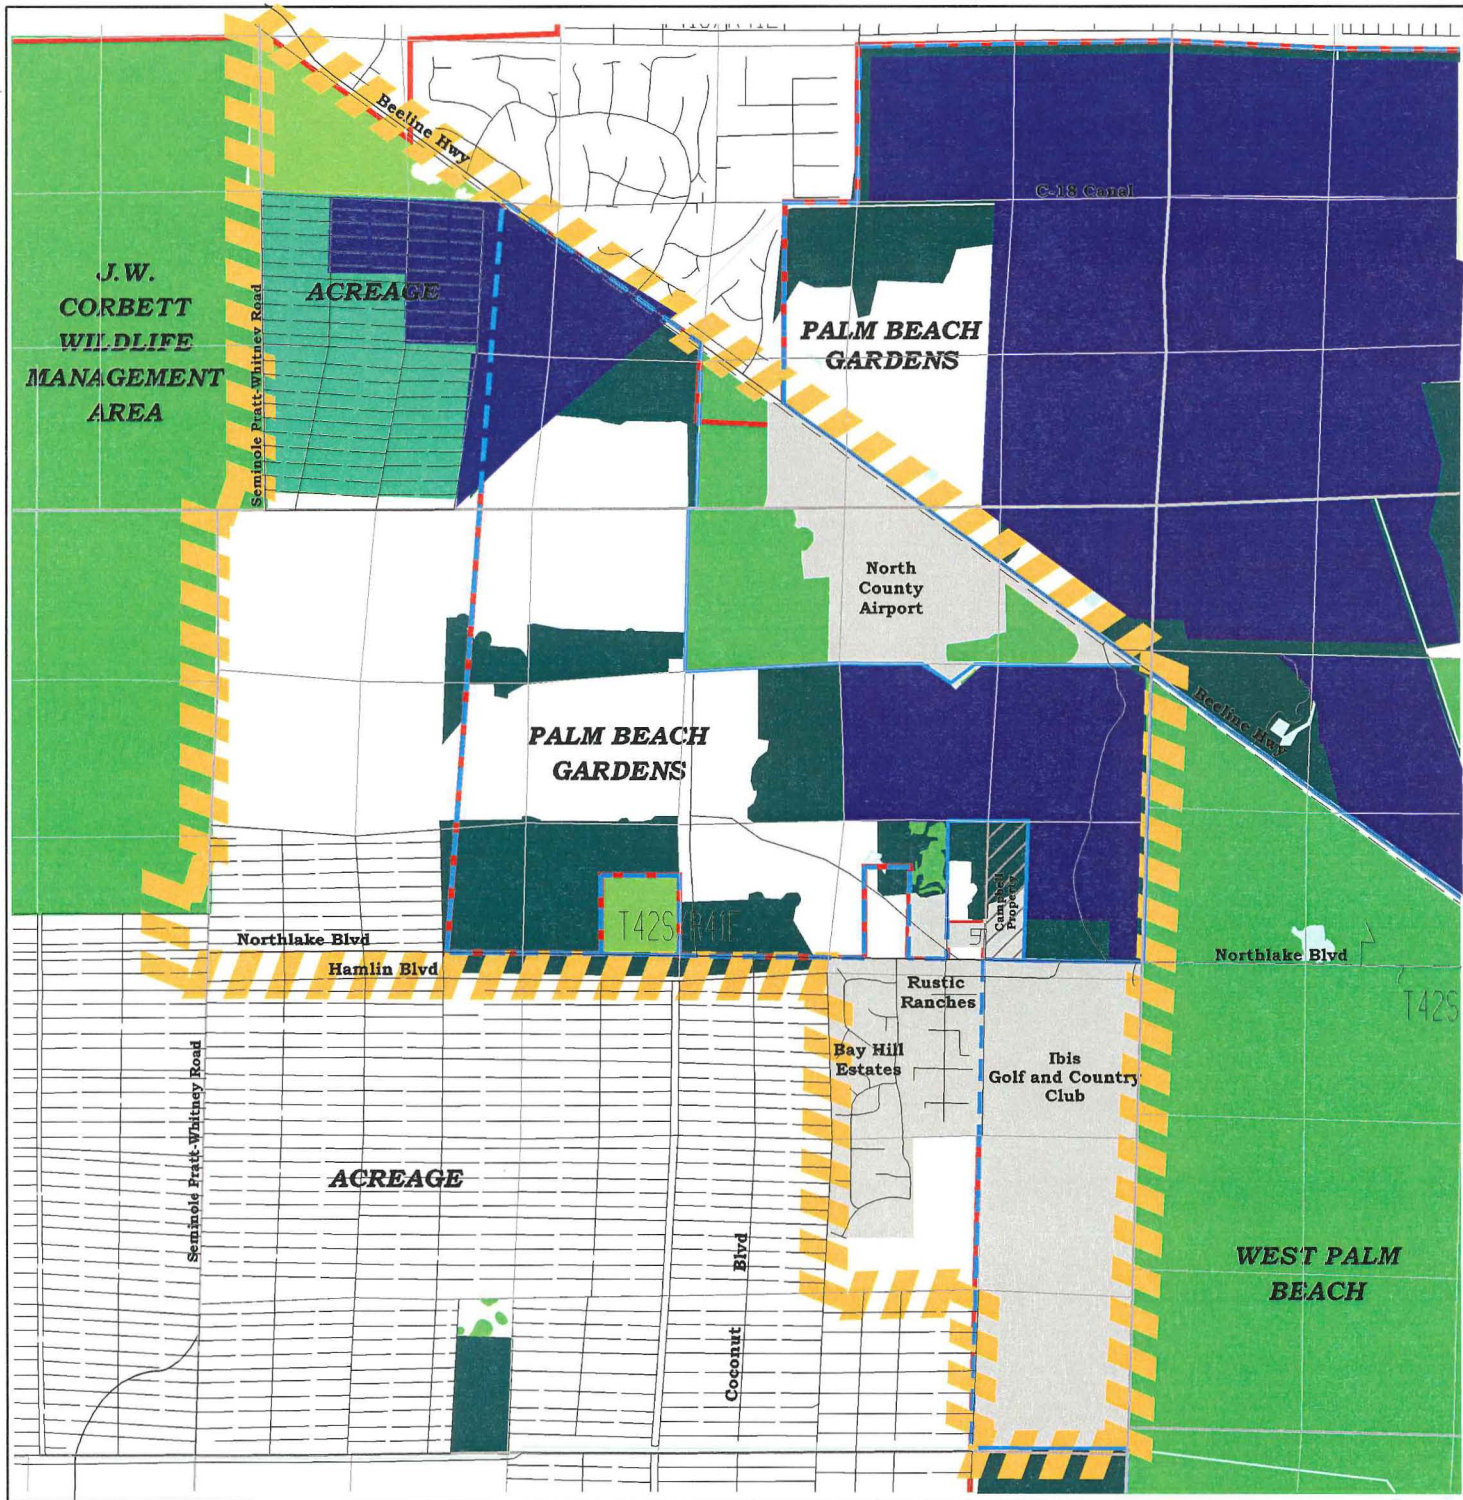 Beeline Hwy
C-18 Canal
J.W.
CORBETT
WILDLIFE
MANAGEMENT
AREA
Seminole Pratt-Whitney Road
ACREAGE
PALM BEACH
GARDENS
North
County
Airport
Beeline Hwy
PALM BEACH
GARDENS
Campbell
Property
T42S R41E
Northlake Blvd
Hamlin Blvd
Northlake Blvd
Rustic
Ranches
T42S
Bay Hill
Estates
Ibis
Golf and Country
Club
Seminole Pratt-Whitney Road
ACREAGE
Coconut Blvd
WEST PALM
BEACH